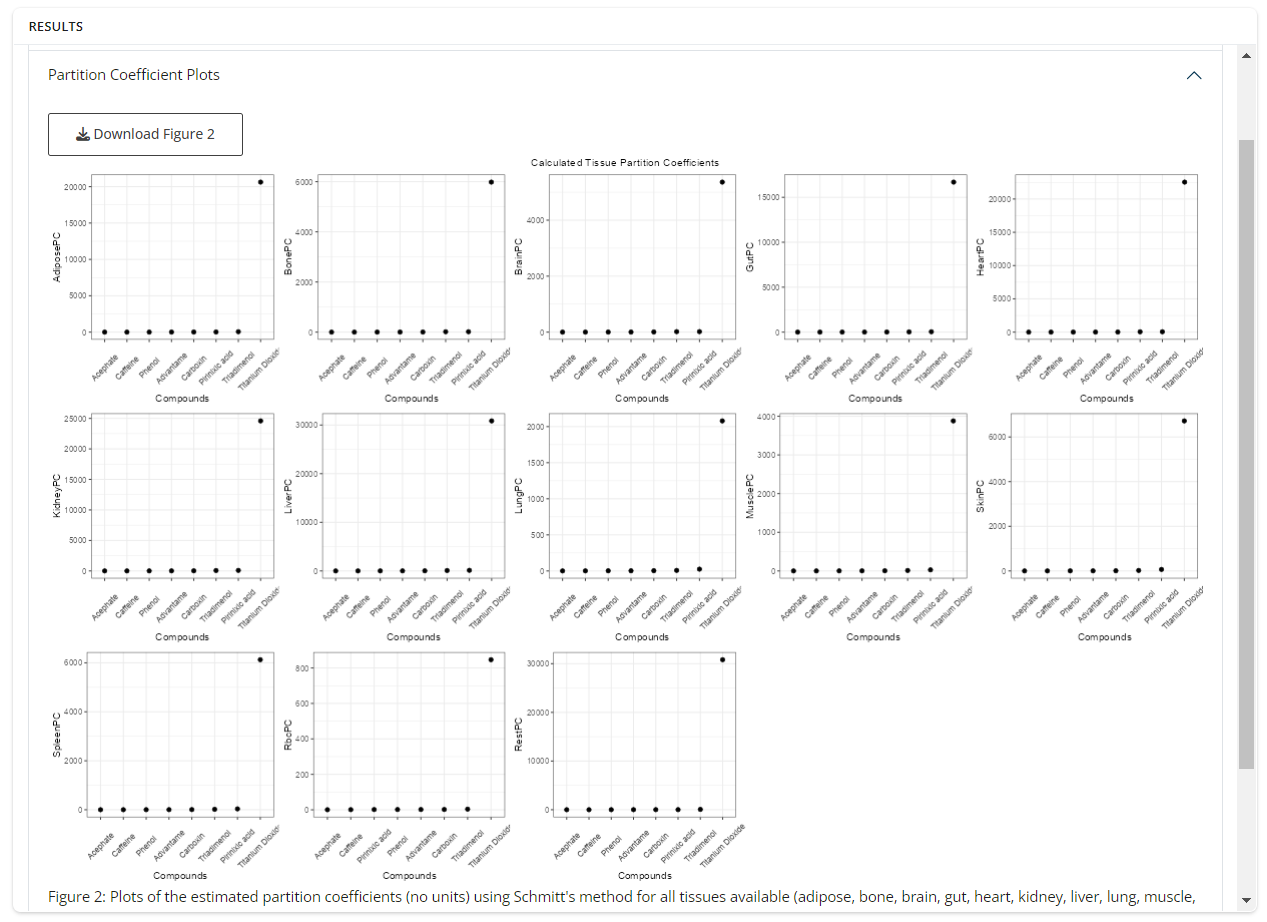 RESULTS
Partition Coefficient Plots
Download Figure 2
Calculated Tissue Partition Coefficients
AdiposePC
20000
15000
10000
5000
0
Acephate Caffeine Phenol Advantame Carboxin Pirinixic acid Triadimenol Titanium Dioxide
Compounds
BonePC
6000
4000
2000
0
Acephate Caffeine Phenol Advantame Carboxin Triadimenol Pirinixic acid Titanium Dioxide
Compounds
BrainPC
4000
2000
0
Acephate Caffeine Phenol Advantame Carboxin Triadimenol Pirinixic acid Titanium Dioxide
Compounds
GutPC
15000
10000
5000
0
Acephate Caffeine Phenol Advantame Carboxin Pirinixic acid Triadimenol Titanium Dioxide
Compounds
HeartPC
20000
15000
10000
5000
0
Acephate Caffeine Phenol Advantame Carboxin Pirinixic acid Triadimenol Titanium Dioxide
Compounds
KidneyPC
25000
20000
15000
10000
5000
0
Acephate Caffeine Phenol Advantame Carboxin Triadimenol Pirinixic acid Titanium Dioxide
Compounds
LiverPC
30000
20000
10000
0
Acephate Caffeine Phenol Advantame Carboxin Triadimenol Pirinixic acid Titanium Dioxide
Compounds
LungPC
2000
1500
1000
500
0
Acephate Caffeine Phenol Advantame Carboxin Triadimenol Pirinixic acid Titanium Dioxide
Compounds
MusclePC
4000
3000
2000
1000
0
Acephate Caffeine Phenol Advantame Carboxin Triadimenol Pirinixic acid Titanium Dioxide
Compounds
SkinPC
6000
4000
2000
0
Acephate Caffeine Phenol Advantame Carboxin Triadimenol Pirinixic acid Titanium Dioxide
Compounds
SpleenPC
6000
4000
2000
0
Acephate Caffeine Phenol Advantame Carboxin Triadimenol Pirinixic acid Titanium Dioxide
Compounds
RbcPC
800
600
400
200
0
Acephate Caffeine Pirinixic acid Phenol Advantame Carboxin Triadimenol Titanium Dioxide
Compounds
RestPC
30000
20000
10000
0
Acephate Caffeine Phenol Advantame Carboxin Pirinixic acid Triadimenol Titanium Dioxide
Compounds
Figure 2: Plots of the estimated partition coefficients (no units) using Schmitt's method for all tissues available (adipose, bone, brain, gut, heart, kidney, liver, lung, muscle,